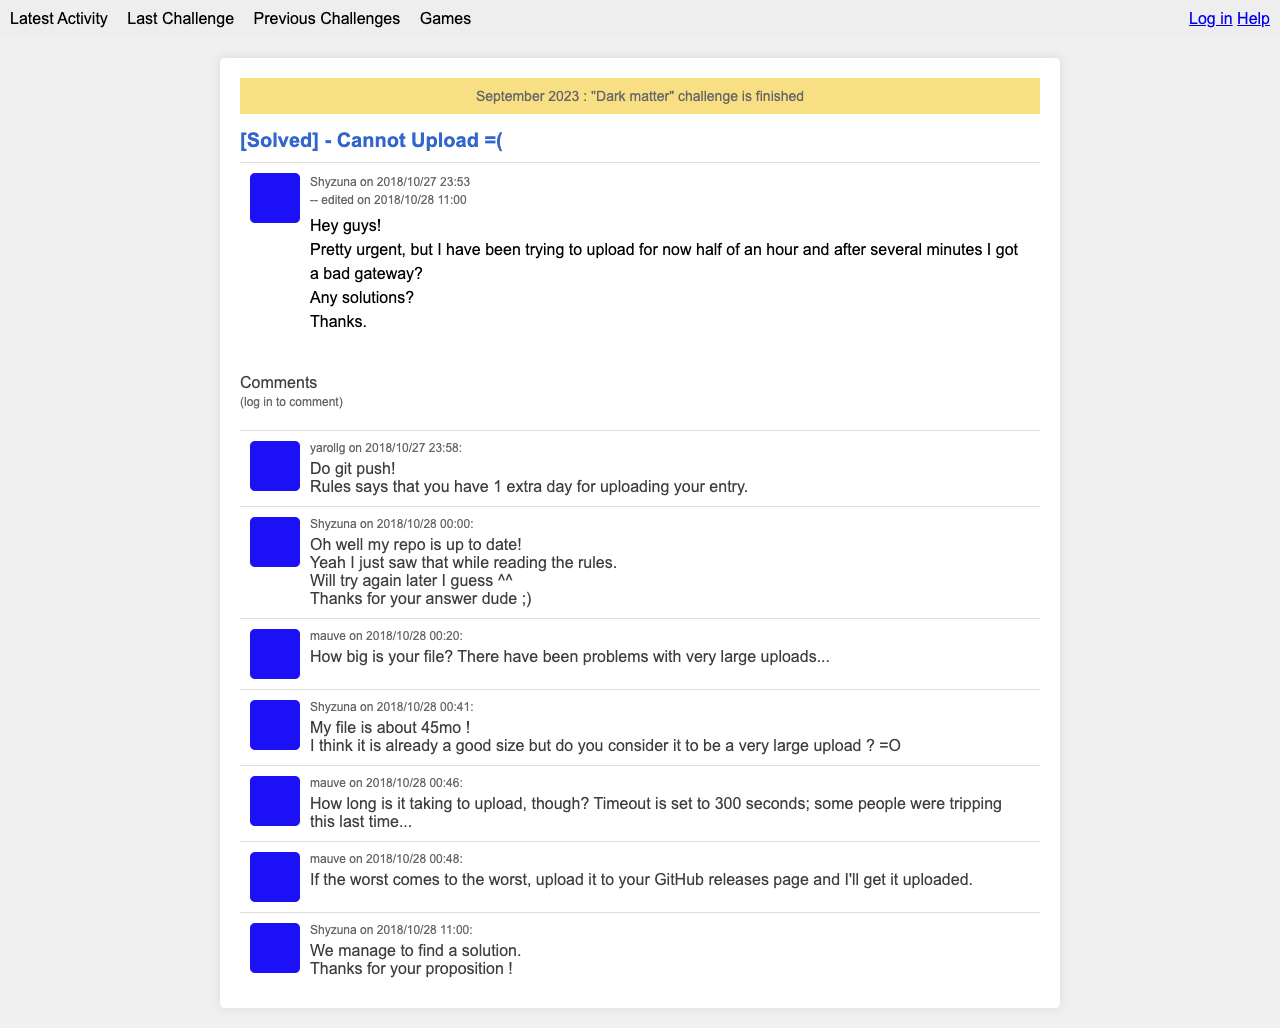 Latest Activity Last Challenge Previous Challenges Games Log in Help
September 2023 : "Dark matter" challenge is finished
[Solved] - Cannot Upload =(
Shyzuna on 2018/10/27 23:53
-- edited on 2018/10/28 11:00
Hey guys!
Pretty urgent, but I have been trying to upload for now half of an hour and after several minutes I got
a bad gateway?
Any solutions?
Thanks.
Comments
(log in to comment)
yarollg on 2018/10/27 23:58:
Do git push!
Rules says that you have 1 extra day for uploading your entry.
Shyzuna on 2018/10/28 00:00:
Oh well my repo is up to date!
Yeah I just saw that while reading the rules.
Will try again later I guess ^^
Thanks for your answer dude ;)
mauve on 2018/10/28 00:20:
How big is your file? There have been problems with very large uploads...
Shyzuna on 2018/10/28 00:41:
My file is about 45mo !
I think it is already a good size but do you consider it to be a very large upload ? =O
mauve on 2018/10/28 00:46:
How long is it taking to upload, though? Timeout is set to 300 seconds; some people were tripping
this last time...
mauve on 2018/10/28 00:48:
If the worst comes to the worst, upload it to your GitHub releases page and I'll get it uploaded.
Shyzuna on 2018/10/28 11:00:
We manage to find a solution.
Thanks for your proposition !